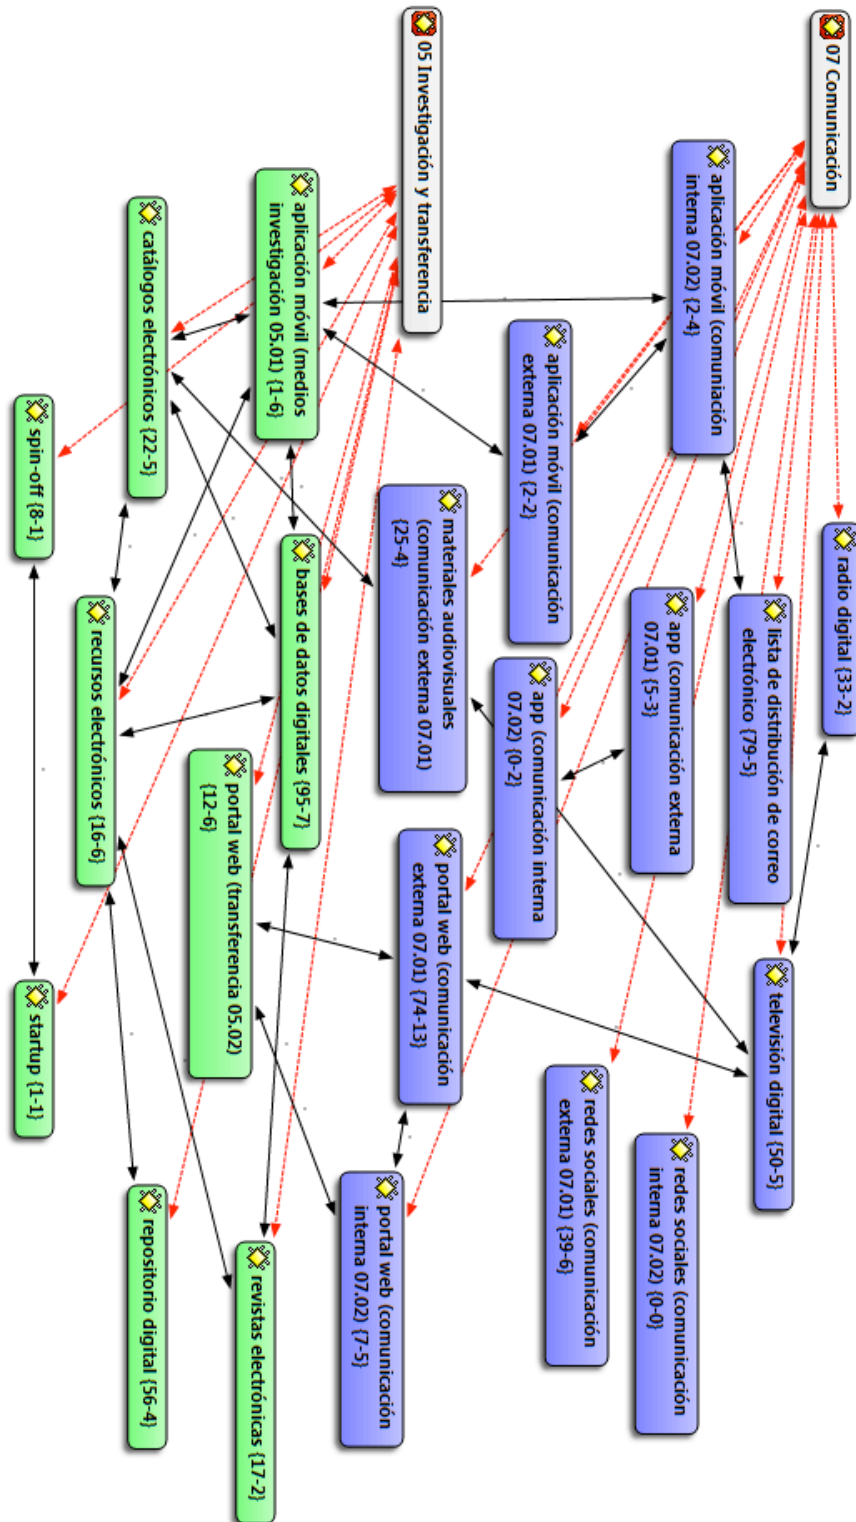 07 Comunicación
aplicación móvil (comuniación
interna 07.02) {2-4}
radio digital {33-2}
lista de distribución de correo
electrónico {79-5}
app (comunicación externa
07.01) {5-3}
televisión digital {50-5}
redes sociales (comunicación
interna 07.02) {0-0}
aplicación móvil (comunicación
externa 07.01) {2-2}
app (comunicación interna
07.02) {0-2}
redes sociales (comunicación
externa 07.01) {39-6}
materiales audiovisuales
(comunicación externa 07.01)
{25-4}
portal web (comunicación
externa 07.01) {74-13}
portal web (comunicación
interna 07.02) {7-5}
05 Investigación y transferencia
aplicación móvil (medios
investigación 05.01) {1-6}
bases de datos digitales {95-7}
portal web (transferencia 05.02)
{12-6}
revistas electrónicas {17-2}
catálogos electrónicos {22-5}
recursos electrónicos {16-6}
repositorio digital {56-4}
spin-off {8-1}
startup {1-1}